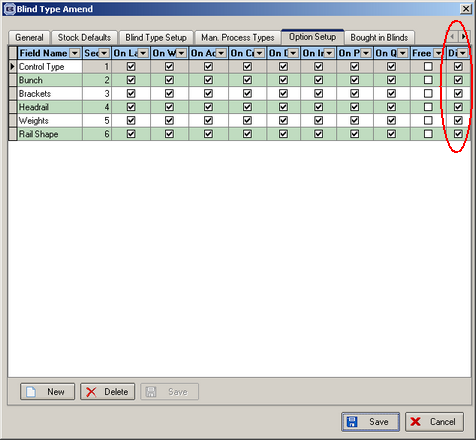 Blind Type Amend
General Stock Defaults Blind Type Setup Man. Process Types Option Setup Bought in Blinds
Field Name Sec On La On W On Ac On Cr On D On In On P On Q Free Di
Control Type 1
Bunch 2
Brackets 3
Headrail 4
Weights 5
Rail Shape 6
New Delete Save
Save Cancel